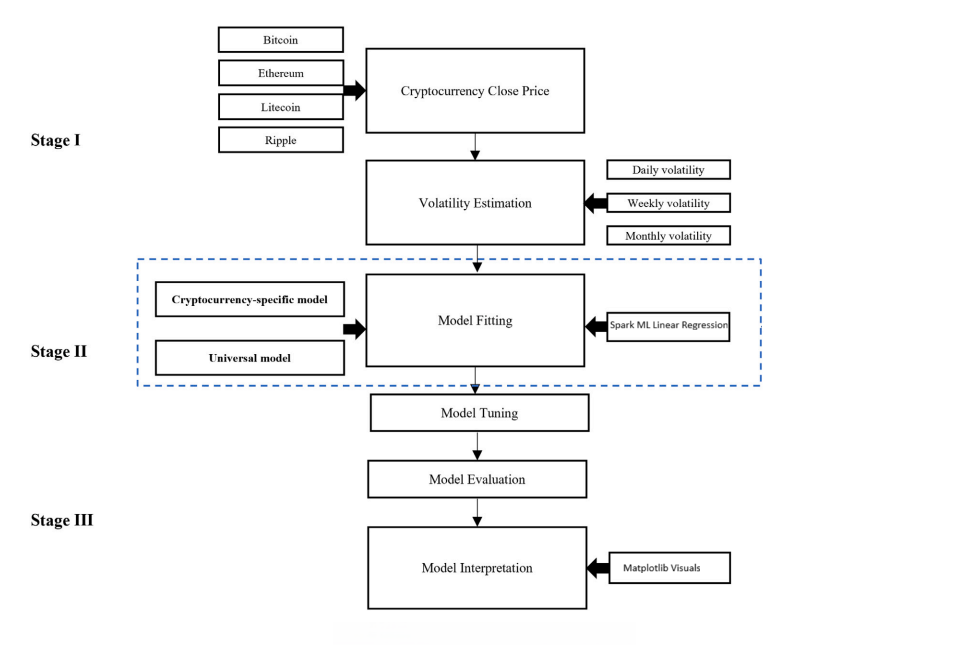 Bitcoin
Ethereum
Cryptocurrency Close Price
Litecoin
Stage I
Ripple
Daily volatility
Volatility Estimation
Weekly volatility
Monthly volatility
Cryptocurrency-specific model
Model Fitting
Spark ML Linear Regression
Stage II
Universal model
Model Tuning
Model Evaluation
Stage III
Model Interpretation
Matplotlib Visuals